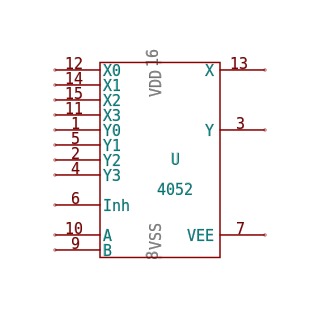 16
VDD
12 X0
14 X1
15 X2
11 X3
1 Y0
5 Y1
2 Y2
4 Y3
6 Inh
10 A
9 B
X 13
Y 3
U
4052
VEE 7
VSS
8